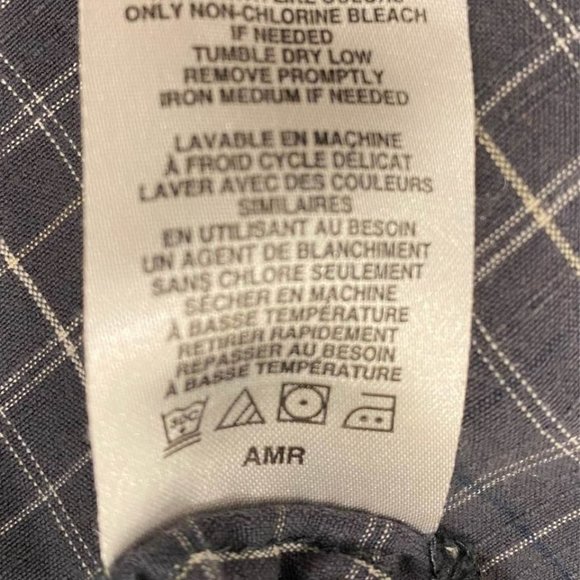 ONLY NON-CHLORINE BLEACH
IF NEEDED
TUMBLE DRY LOW
REMOVE PROMPTLY
IRON MEDIUM IF NEEDED
LAVABLE EN MACHINE
À FROID CYCLE DÉLICAT
LAVER AVEC DES COULEURS
SIMILAIRES
EN UTILISANT AU BESOIN
UN AGENT DE BLANCHIMENT
SANS CHLORE SEULEMENT
SÉCHER EN MACHINE
À BASSE TEMPÉRATURE
RETIRER RAPIDEMENT
REPASSER AU BESOIN
À BASSE TEMPÉRATURE
30C
AMR